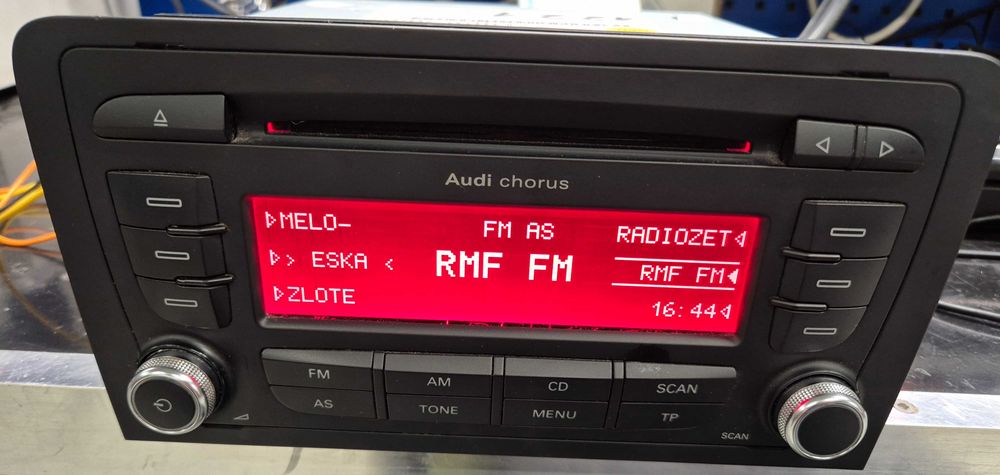 Audi chorus
MELO-
FM AS
RADIOZET
> ESKA <
RMF FM
RMF FM
ZLOTE
16:44
FM
AM
CD
SCAN
AS
TONE
MENU
TP
SCAN